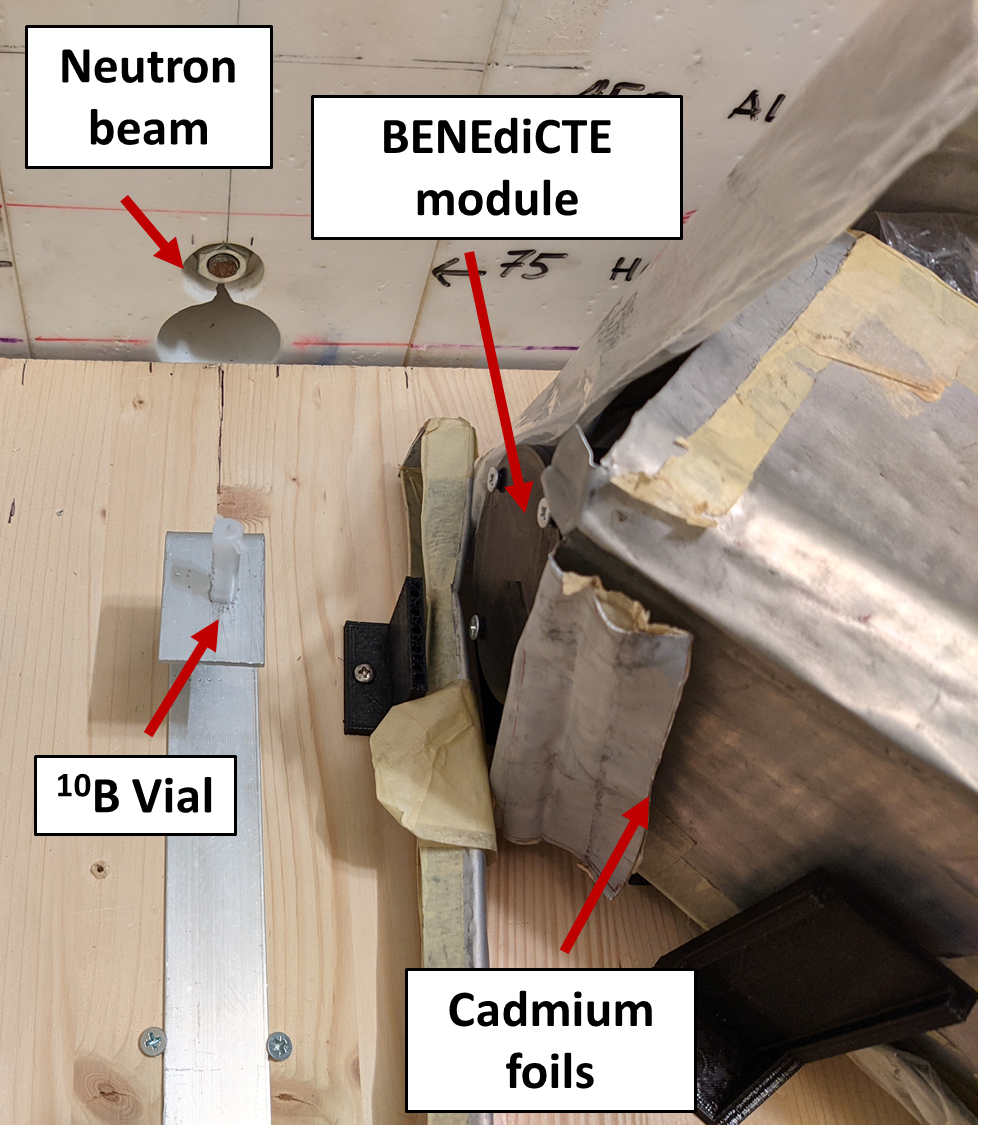 Neutron
beam
BENEdiCTE
module
Al
← 75
¹⁰B Vial
Cadmium
foils